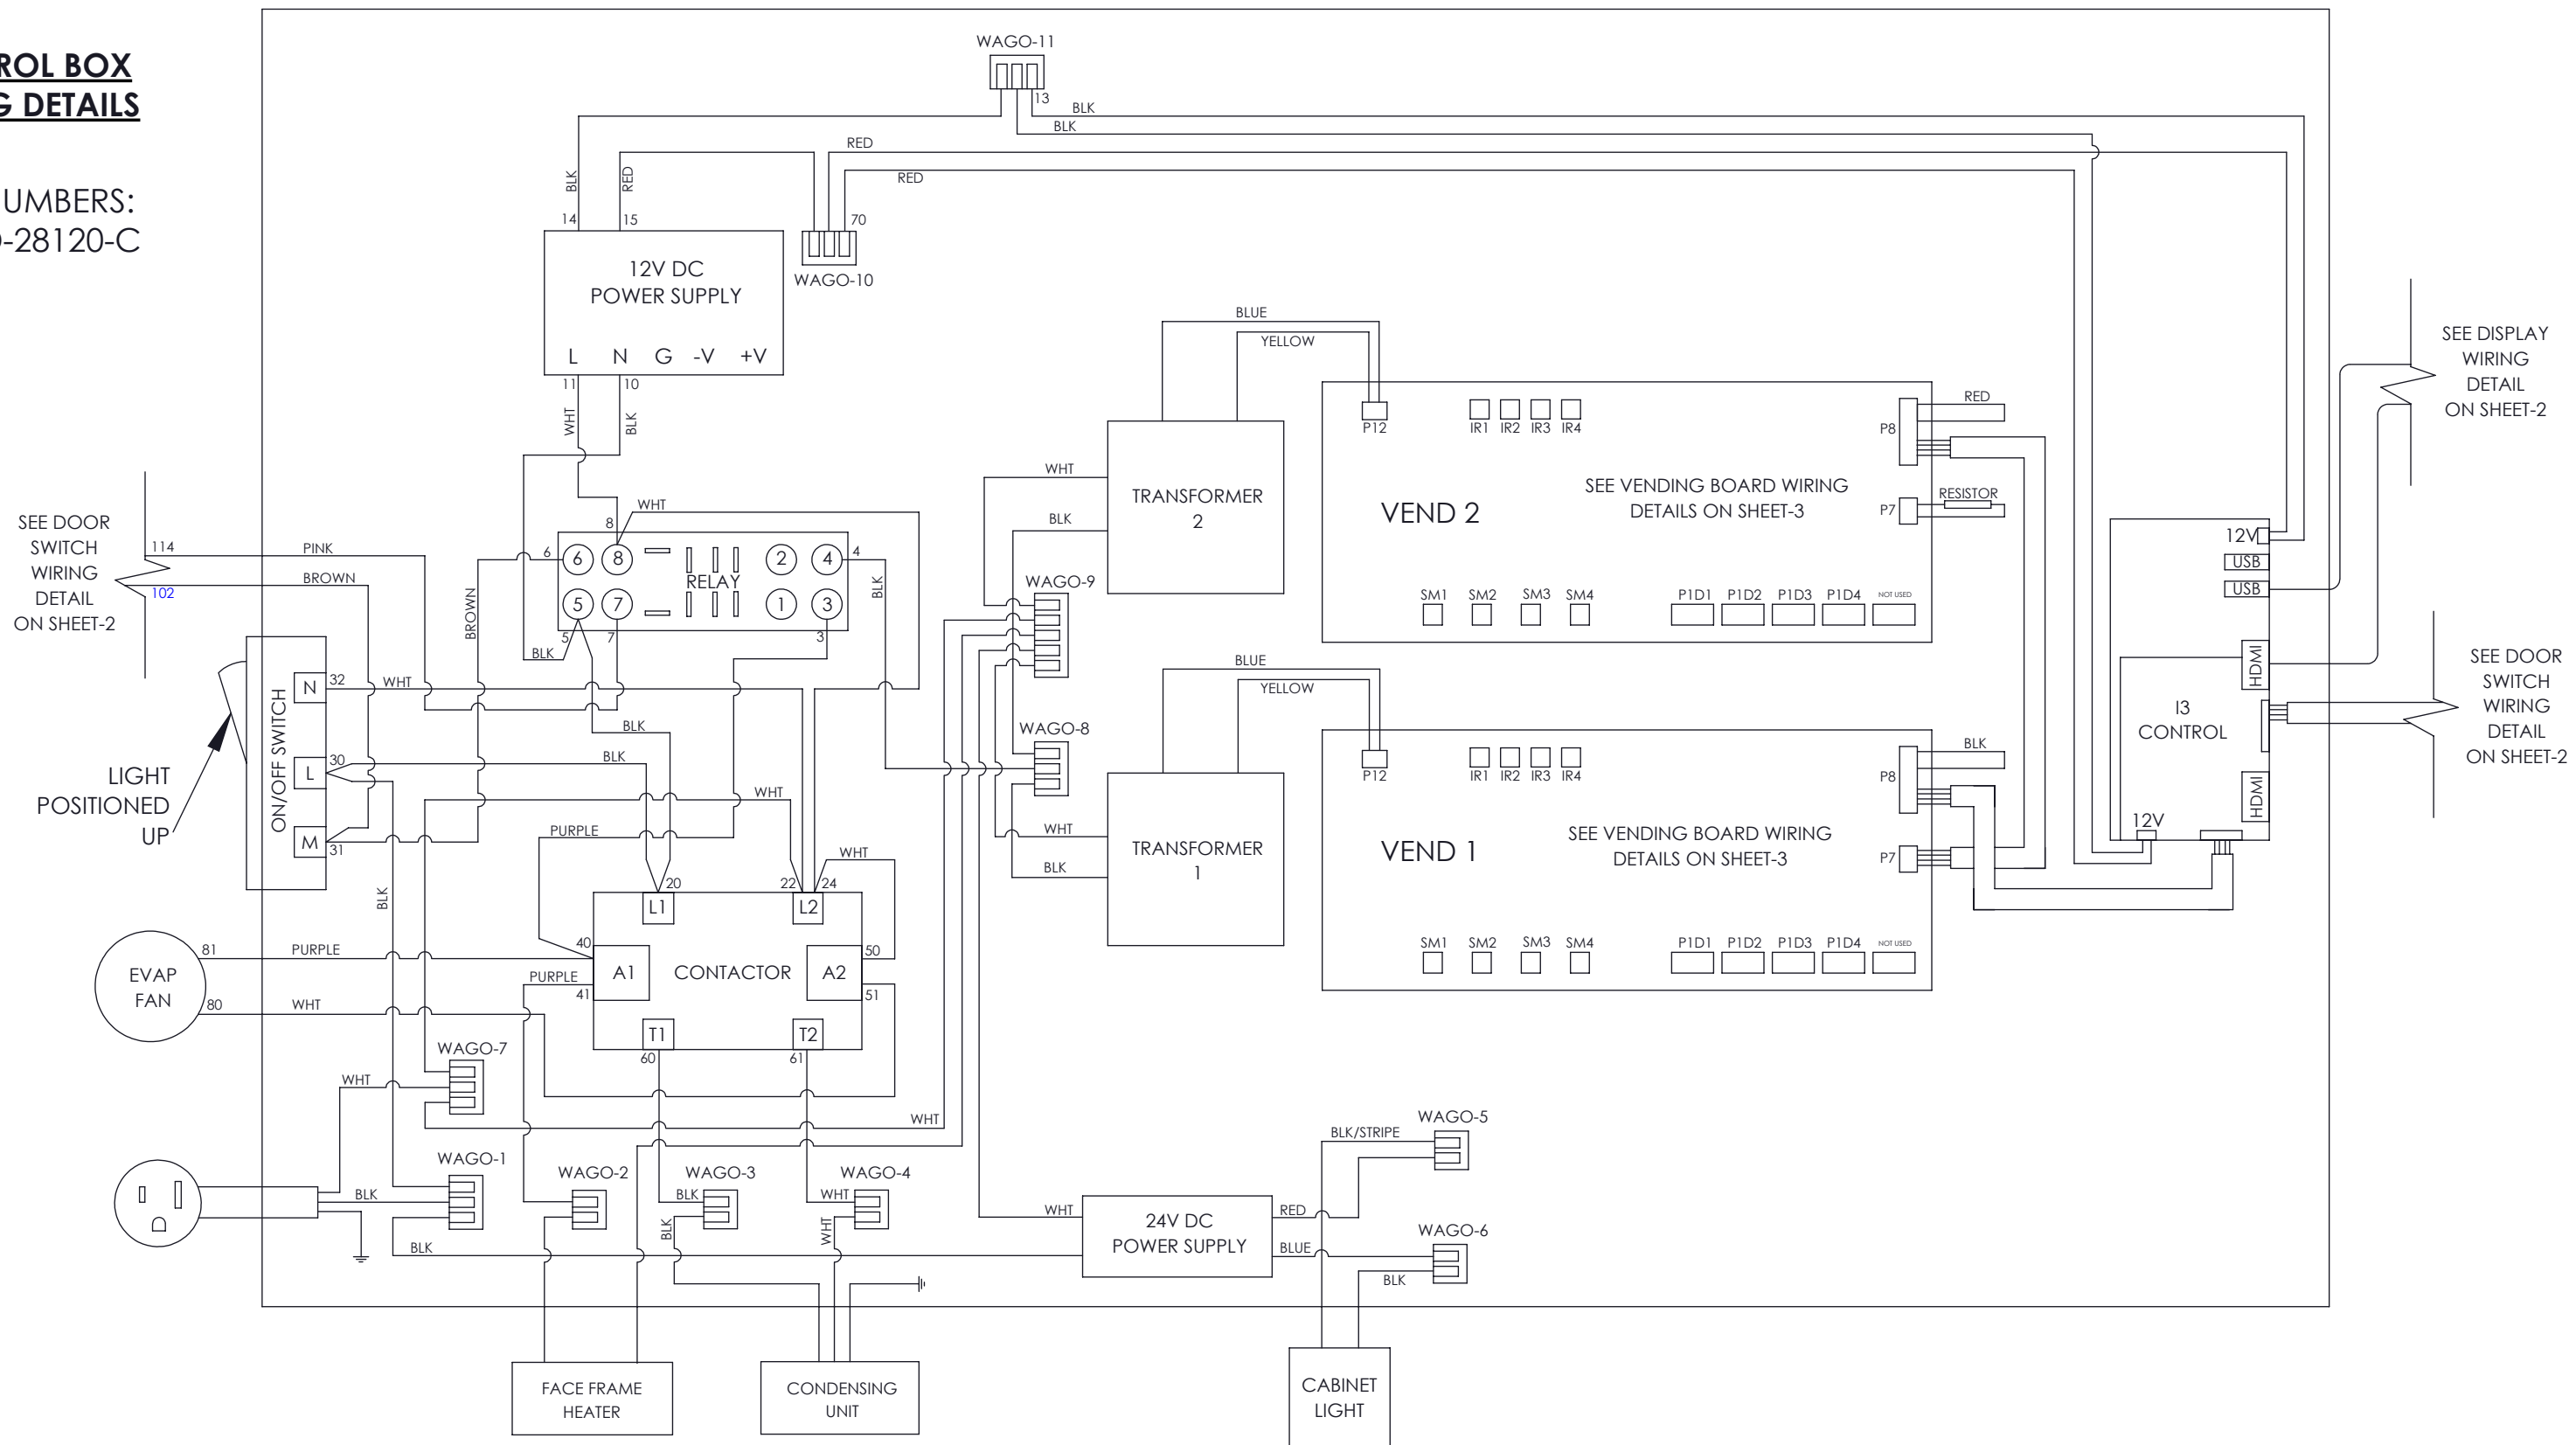 ROL BOX
G DETAILS
UMBERS:
-28120-C
WAGO-11
13
BLK
BLK
RED
RED
BLK
RED
14
15
70
WAGO-10
12V DC
POWER SUPPLY
L N G -V +V
11
10
WHT
BLK
BLUE
YELLOW
SEE DISPLAY
WIRING
DETAIL
ON SHEET-2
P12
IR1 IR2 IR3 IR4
P8
RED
WHT
BLK
TRANSFORMER
2
VEND 2
SEE VENDING BOARD WIRING
DETAILS ON SHEET-3
P7
RESISTOR
SM1 SM2 SM3 SM4
P1D1 P1D2 P1D3 P1D4 NOT USED
12V
USB
USB
HDMI
I3
CONTROL
HDMI
12V
SEE DOOR
SWITCH
WIRING
DETAIL
ON SHEET-2
SEE DOOR
SWITCH
WIRING
DETAIL
ON SHEET-2
114
PINK
BROWN
102
WHT
8
6
6 8 2 4
4
RELAY
5 7 1 3
5
7
3
BLK
BROWN
BLK
WAGO-9
WAGO-8
ON/OFF SWITCH
N
32
WHT
L
30
M
31
LIGHT
POSITIONED
UP
BLK
BLK
WHT
PURPLE
WHT
BLK
BLUE
YELLOW
P12
IR1 IR2 IR3 IR4
P8
BLK
WHT
BLK
TRANSFORMER
1
VEND 1
SEE VENDING BOARD WIRING
DETAILS ON SHEET-3
P7
SM1 SM2 SM3 SM4
P1D1 P1D2 P1D3 P1D4 NOT USED
20
22
24
L1
L2
40
50
A1
CONTACTOR
A2
PURPLE
41
51
T1
T2
60
61
EVAP
FAN
81
PURPLE
80
WHT
WAGO-7
WHT
WHT
WAGO-1
BLK
BLK
WAGO-2
WAGO-3
BLK
BLK
WAGO-4
WHT
WHT
WAGO-5
BLK/STRIPE
WHT
24V DC
POWER SUPPLY
RED
BLUE
WAGO-6
BLK
FACE FRAME
HEATER
CONDENSING
UNIT
CABINET
LIGHT